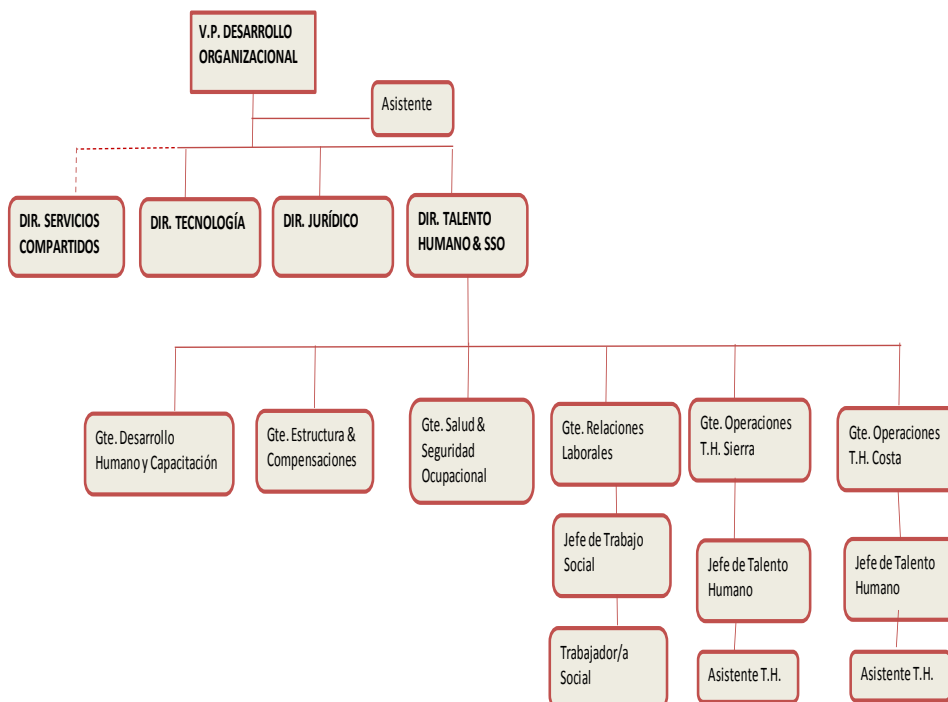 V.P. DESARROLLO
ORGANIZACIONAL
Asistente
DIR. SERVICIOS
COMPARTIDOS
DIR. TECNOLOGÍA
DIR. JURÍDICO
DIR. TALENTO
HUMANO & SSO
Gte. Desarrollo
Humano y Capacitación
Gte. Estructura &
Compensaciones
Gte. Salud &
Seguridad
Ocupacional
Gte. Relaciones
Laborales
Gte. Operaciones
T.H. Sierra
Gte. Operaciones
T.H. Costa
Jefe de Trabajo
Social
Jefe de Talento
Humano
Jefe de Talento
Humano
Trabajador/a
Social
Asistente T.H.
Asistente T.H.